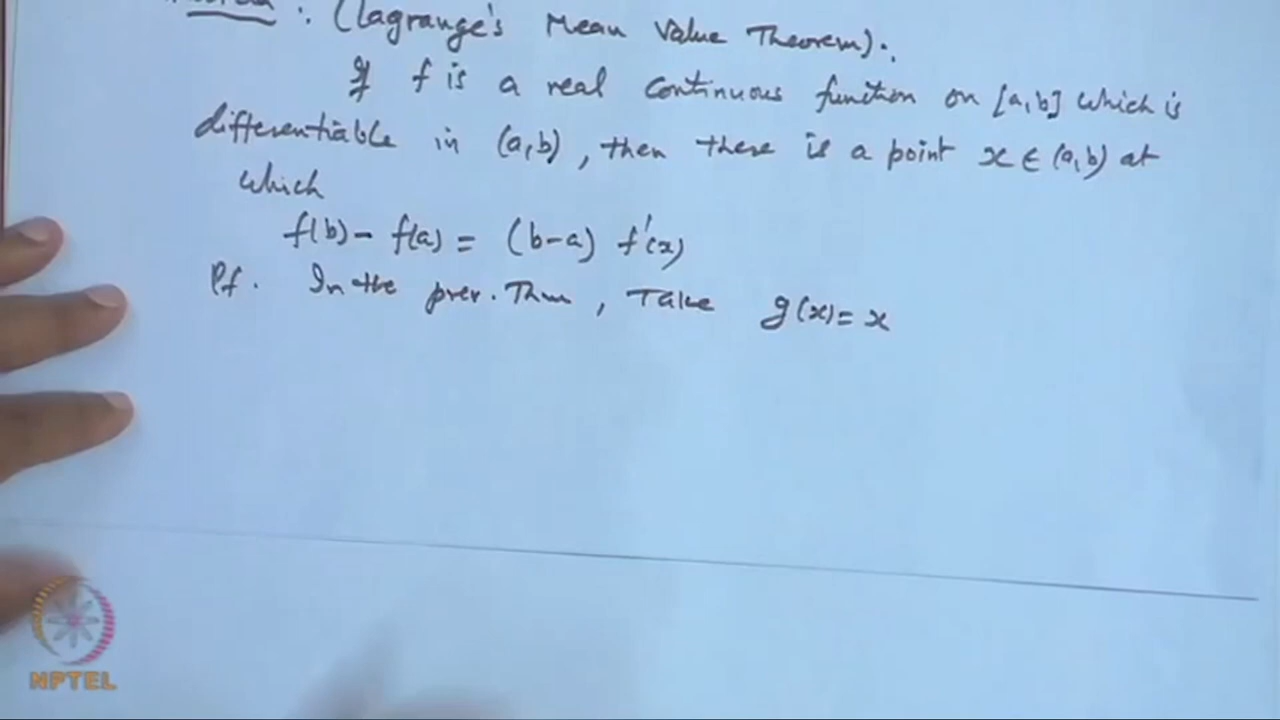 : (Lagrange's Mean Value Theorem).
If f is a real continuous function on [a,b] which is
differentiable in (a,b), then there is a point x ∈ (a,b) at
which
f(b) - f(a) = (b-a) f'(x)
Pf. In the prev. Thm, Take g(x) = x
NPTEL